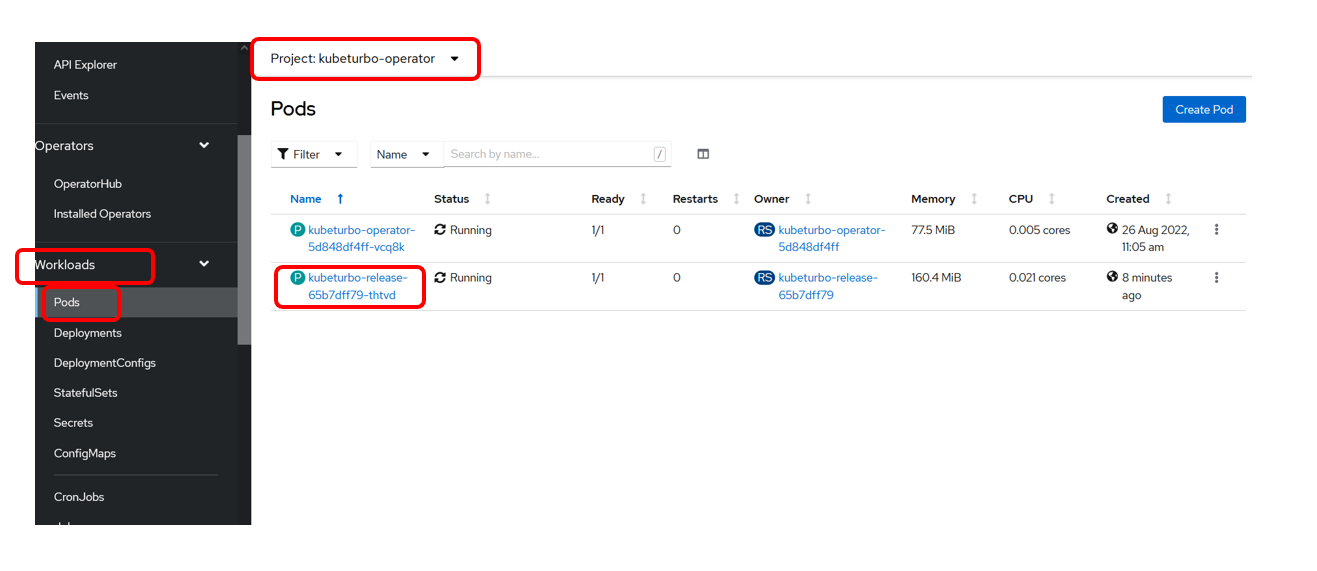 API Explorer
Events
Operators
OperatorHub
Installed Operators
Workloads
Pods
Deployments
DeploymentConfigs
StatefulSets
Secrets
ConfigMaps
CronJobs
Project: kubeturbo-operator
Pods
Create Pod
Filter Name Search by name... /
Name Status Ready Restarts Owner Memory CPU Created
P kubeturbo-operator- Running 1/1 0 RS kubeturbo-operator- 77.5 MiB 0.005 cores 26 Aug 2022,
5d848df4ff-vcq8k 5d848df4ff 11:05 am
P kubeturbo-release- Running 1/1 0 RS kubeturbo-release- 160.4 MiB 0.021 cores 8 minutes
65b7dff79-thtvd 65b7dff79 ago